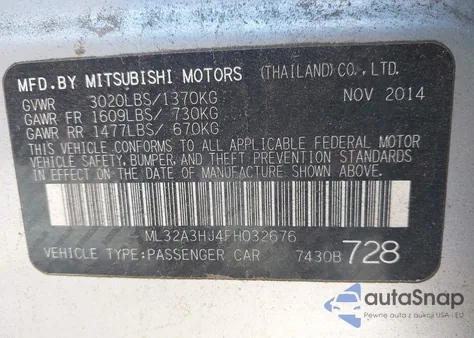 MFD.BY MITSUBISHI MOTORS (THAILAND) CO., LTD.
GVWR 3020LBS/1370KG NOV 2014
GAWR FR 1609LBS/ 730KG
GAWR RR 1477LBS/ 670KG
THIS VEHICLE CONFORMS TO ALL APPLICABLE FEDERAL MOTOR
VEHICLE SAFETY, BUMPER, AND THEFT PREVENTION STANDARDS
IN EFFECT ON THE DATE OF MANUFACTURE SHOWN ABOVE.
ML32A3HJ4FH032676
VEHICLE TYPE:PASSENGER CAR 7430B 728
autoSnap
Pewne auto z aukcji USA i EU